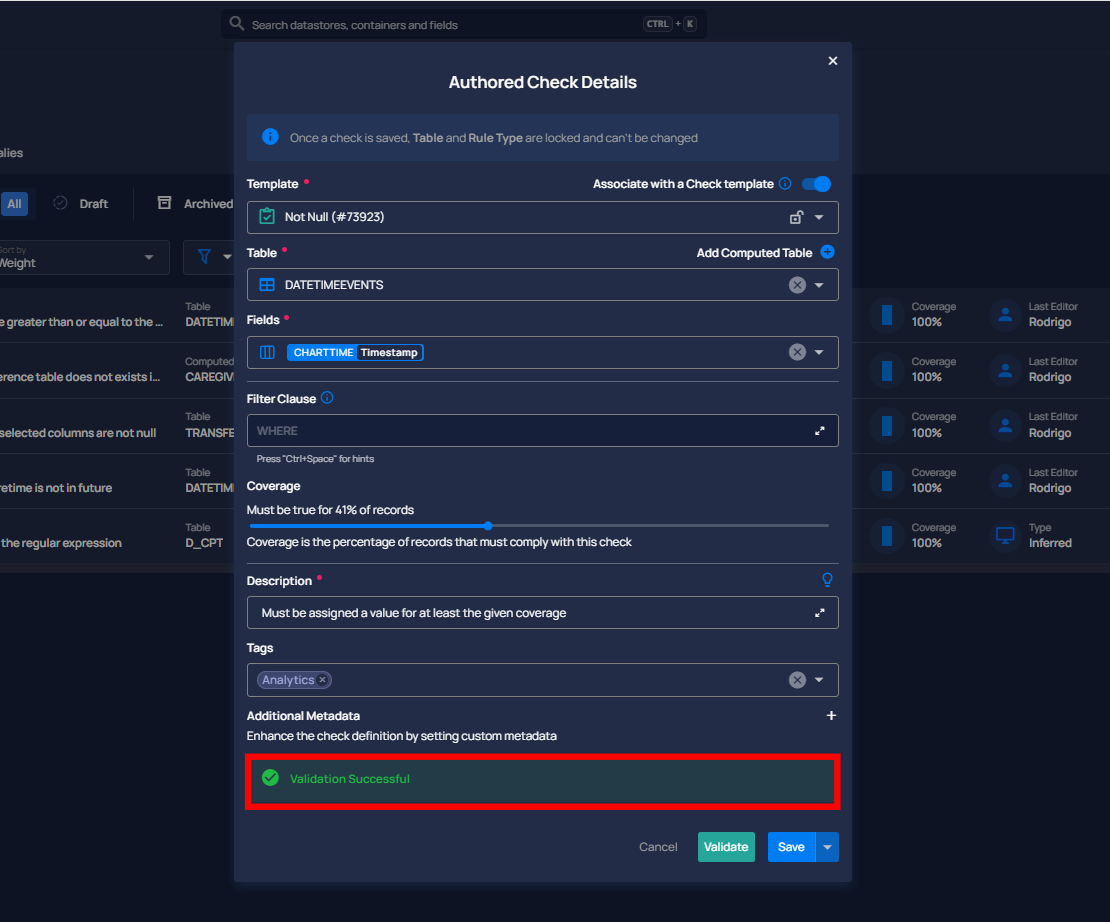 Search datastores, containers and fields
CTRL + K
Authored Check Details
Once a check is saved, Table and Rule Type are locked and can't be changed
alies
Template *
Associate with a Check template
All
Draft
Archived
Not Null (#73923)
Sort by
Weight
Table *
Add Computed Table
DATETIMEEVENTS
e greater than or equal to the ...
Table
DATETIM
Coverage
100%
Last Editor
Rodrigo
Fields *
CHARTTIME Timestamp
erence table does not exists i...
Computed
CAREGIV
Coverage
100%
Last Editor
Rodrigo
Filter Clause
WHERE
Press "Ctrl+Space" for hints
selected columns are not null
Table
TRANSFE
Coverage
100%
Last Editor
Rodrigo
Coverage
Must be true for 41% of records
Coverage is the percentage of records that must comply with this check
retime is not in future
Table
DATETIM
Coverage
100%
Last Editor
Rodrigo
the regular expression
Table
D_CPT
Coverage
100%
Type
Inferred
Description *
Must be assigned a value for at least the given coverage
Tags
Analytics
Additional Metadata
Enhance the check definition by setting custom metadata
Validation Successful
Cancel
Validate
Save